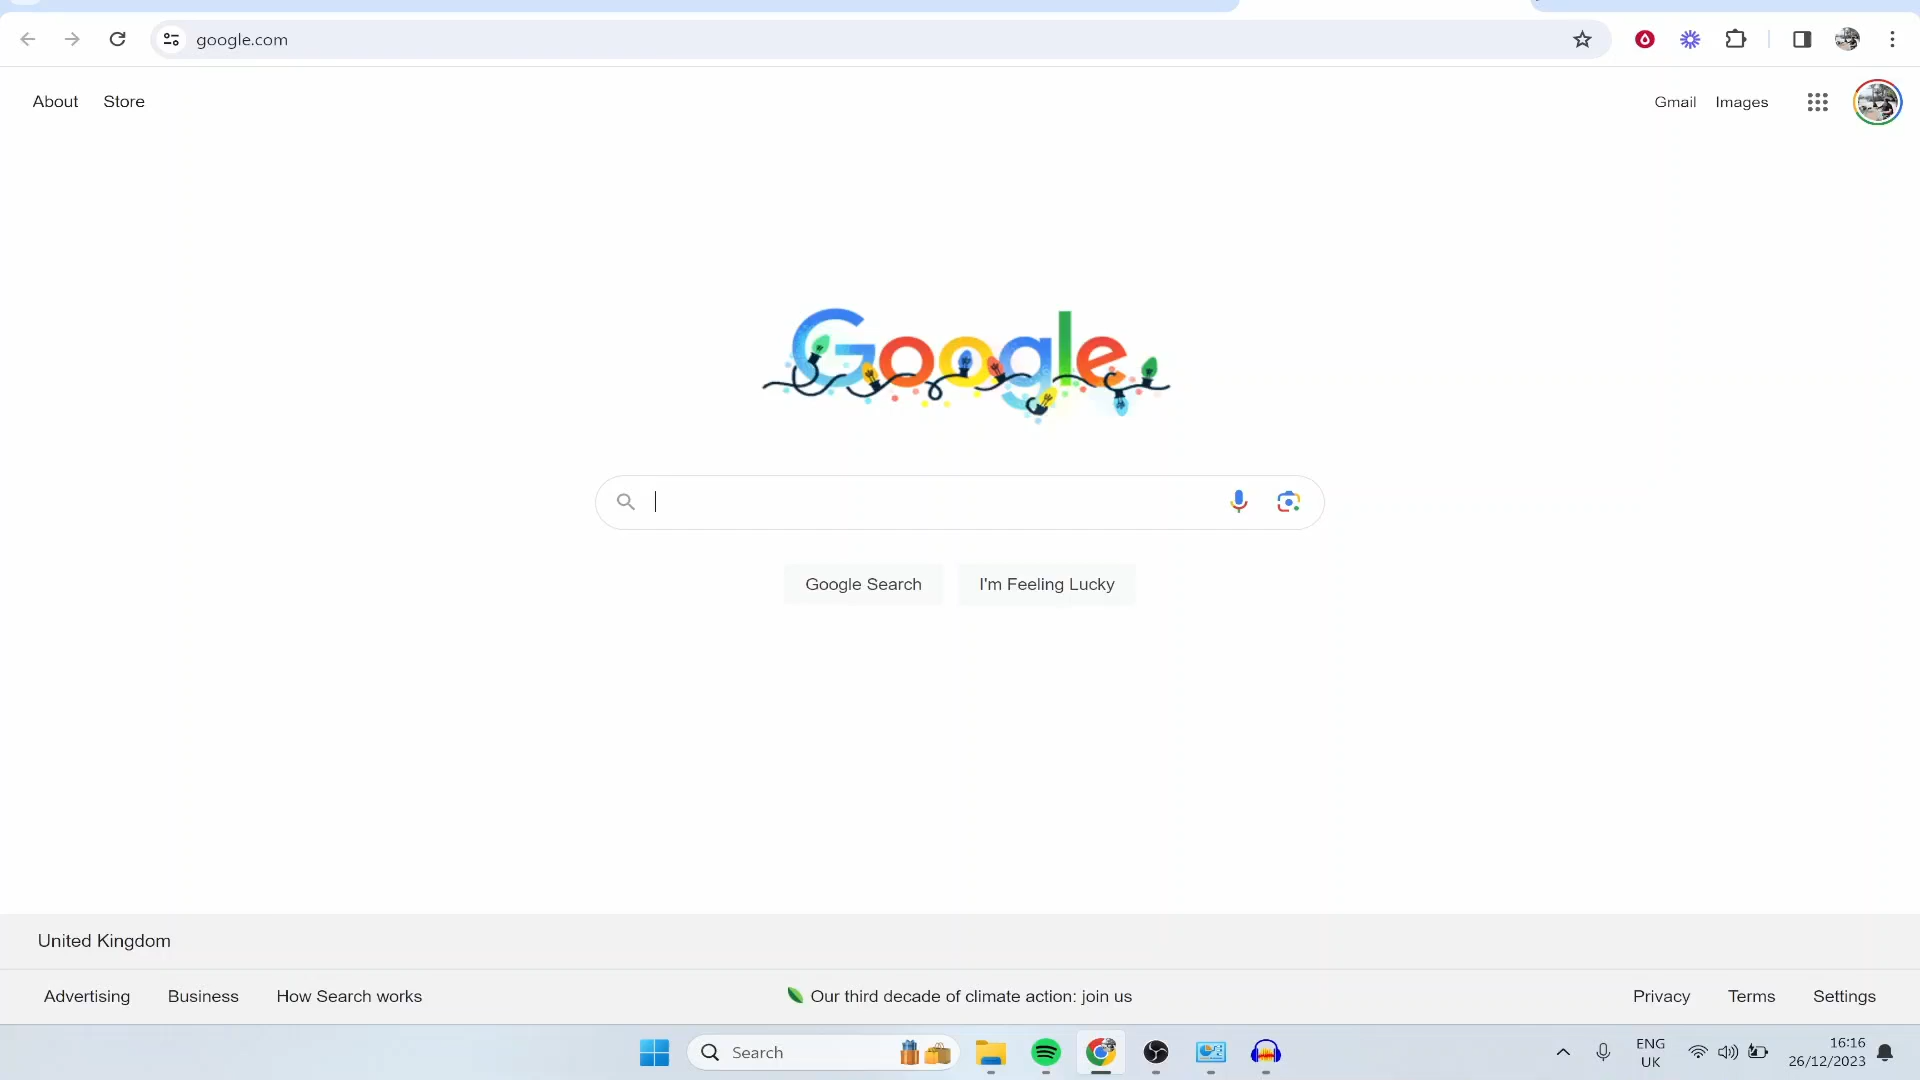 google.com
About Store
Gmail Images
Google
Google Search I'm Feeling Lucky
United Kingdom
Advertising Business How Search works
Our third decade of climate action: join us
Privacy Terms Settings
Search
ENG
UK
16:16
26/12/2023